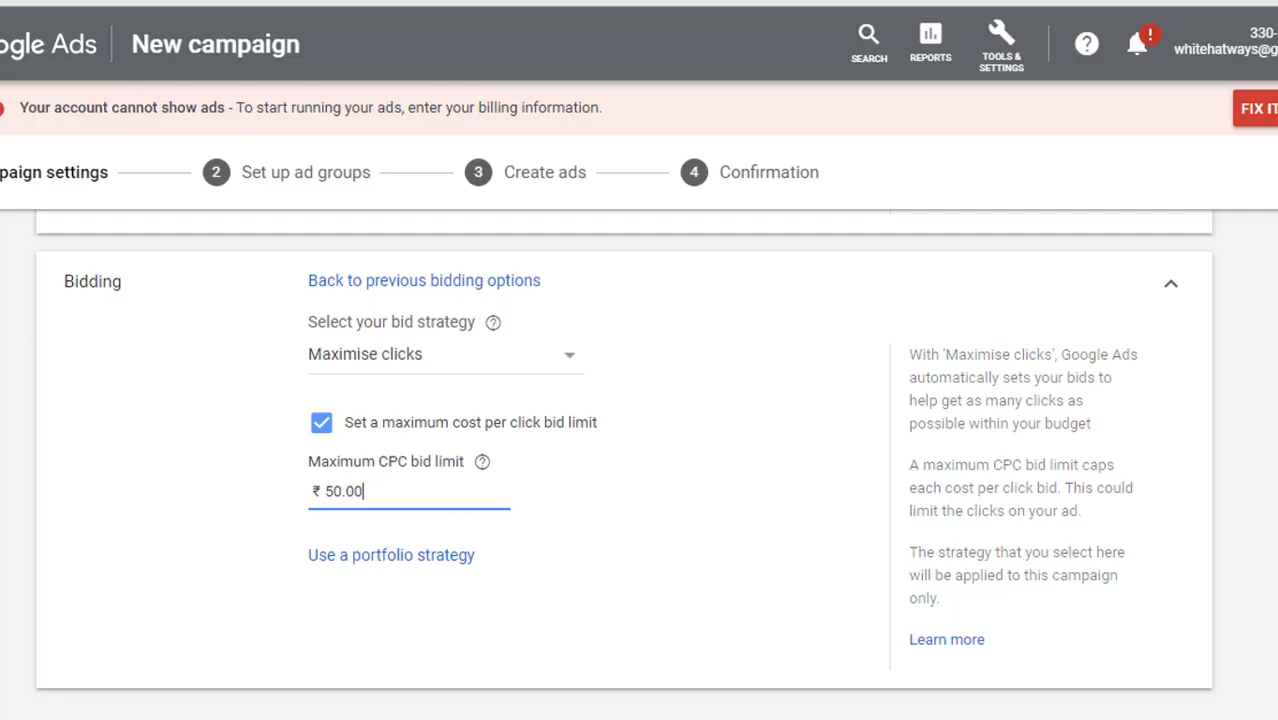 ogle Ads New campaign
SEARCH
REPORTS
TOOLS &
SETTINGS
?
!
330-
whitehatways@g
Your account cannot show ads - To start running your ads, enter your billing information.
FIX IT
paign settings 2 Set up ad groups 3 Create ads 4 Confirmation
Bidding
Back to previous bidding options
Select your bid strategy ?
Maximise clicks
Set a maximum cost per click bid limit
Maximum CPC bid limit ?
₹ 50.00
Use a portfolio strategy
With 'Maximise clicks', Google Ads
automatically sets your bids to
help get as many clicks as
possible within your budget
A maximum CPC bid limit caps
each cost per click bid. This could
limit the clicks on your ad.
The strategy that you select here
will be applied to this campaign
only.
Learn more